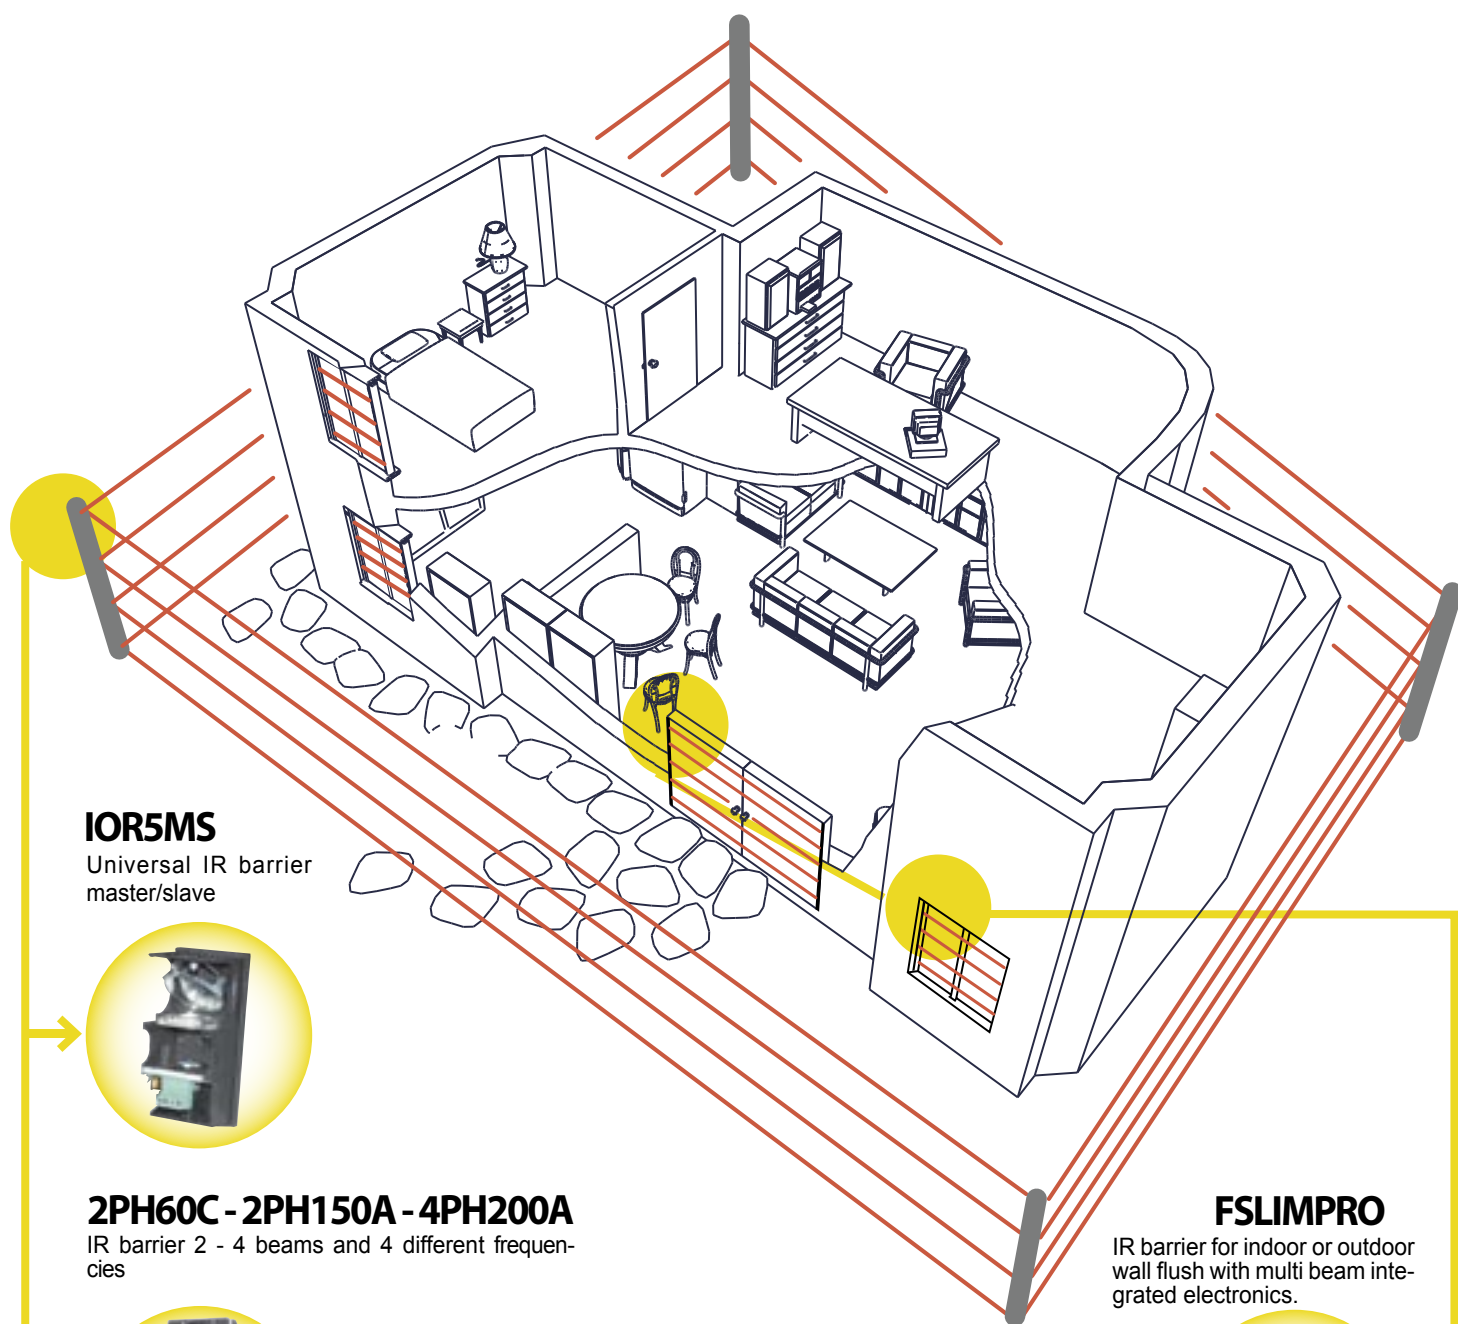 IOR5MS
Universal IR barrier
master/slave
2PH60C - 2PH150A - 4PH200A
IR barrier 2 - 4 beams and 4 different frequen-
cies
FSLIMPRO
IR barrier for indoor or outdoor
wall flush with multi beam inte-
grated electronics.